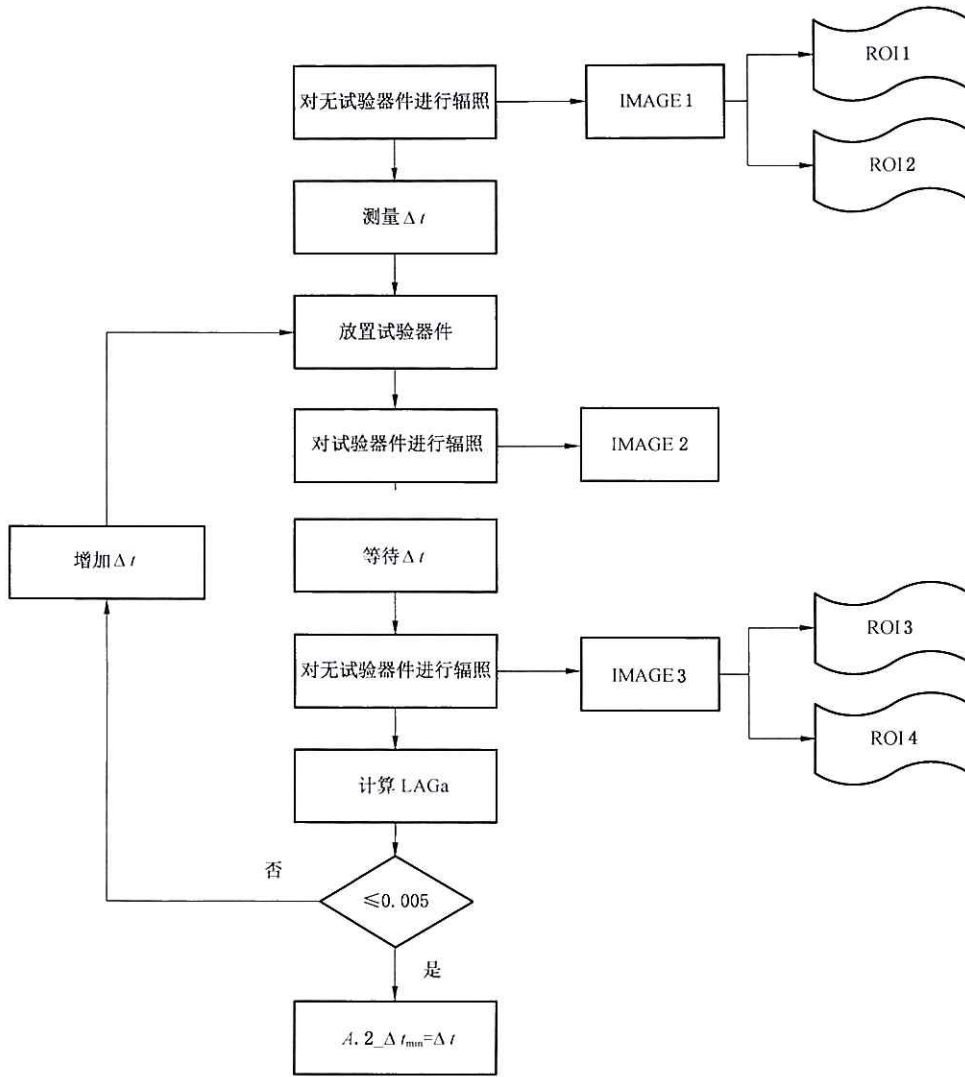 对无试验器件进行辐照
IMAGE 1
ROI 1
ROI 2
测量Δt
放置试验器件
对试验器件进行辐照
IMAGE 2
增加Δt
等待Δt
对无试验器件进行辐照
IMAGE 3
ROI 3
ROI 4
计算 LAGa
否
≤0.005
是
A.2_Δt_min=Δt